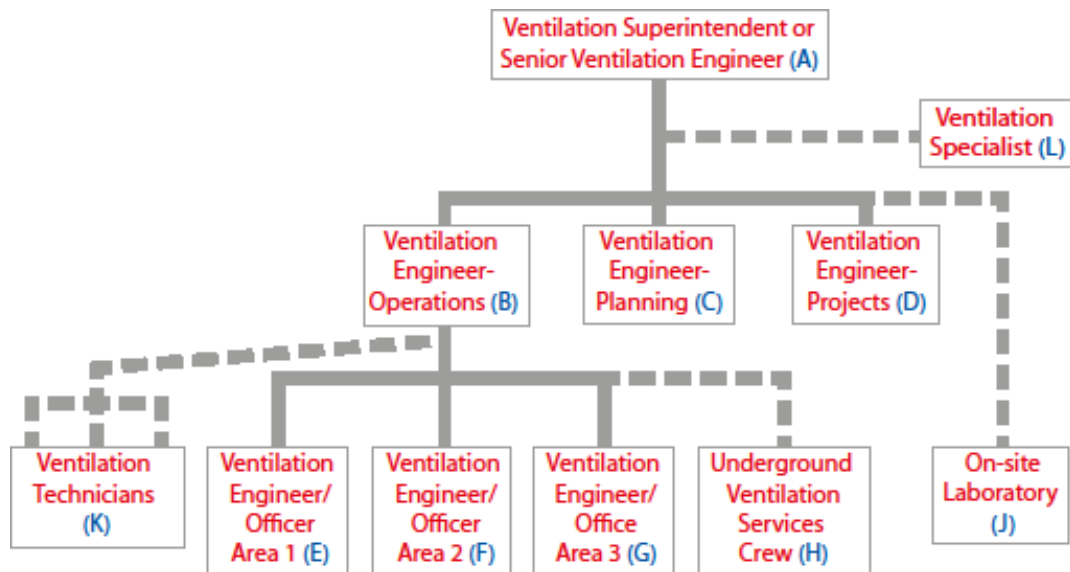 Ventilation Superintendent or
Senior Ventilation Engineer (A)
Ventilation
Specialist (L)
Ventilation
Engineer-
Operations (B)
Ventilation
Engineer-
Planning (C)
Ventilation
Engineer-
Projects (D)
Ventilation
Technicians
(K)
Ventilation
Engineer/
Officer
Area 1 (E)
Ventilation
Engineer/
Officer
Area 2 (F)
Ventilation
Engineer/
Office
Area 3 (G)
Underground
Ventilation
Services
Crew (H)
On-site
Laboratory
(J)